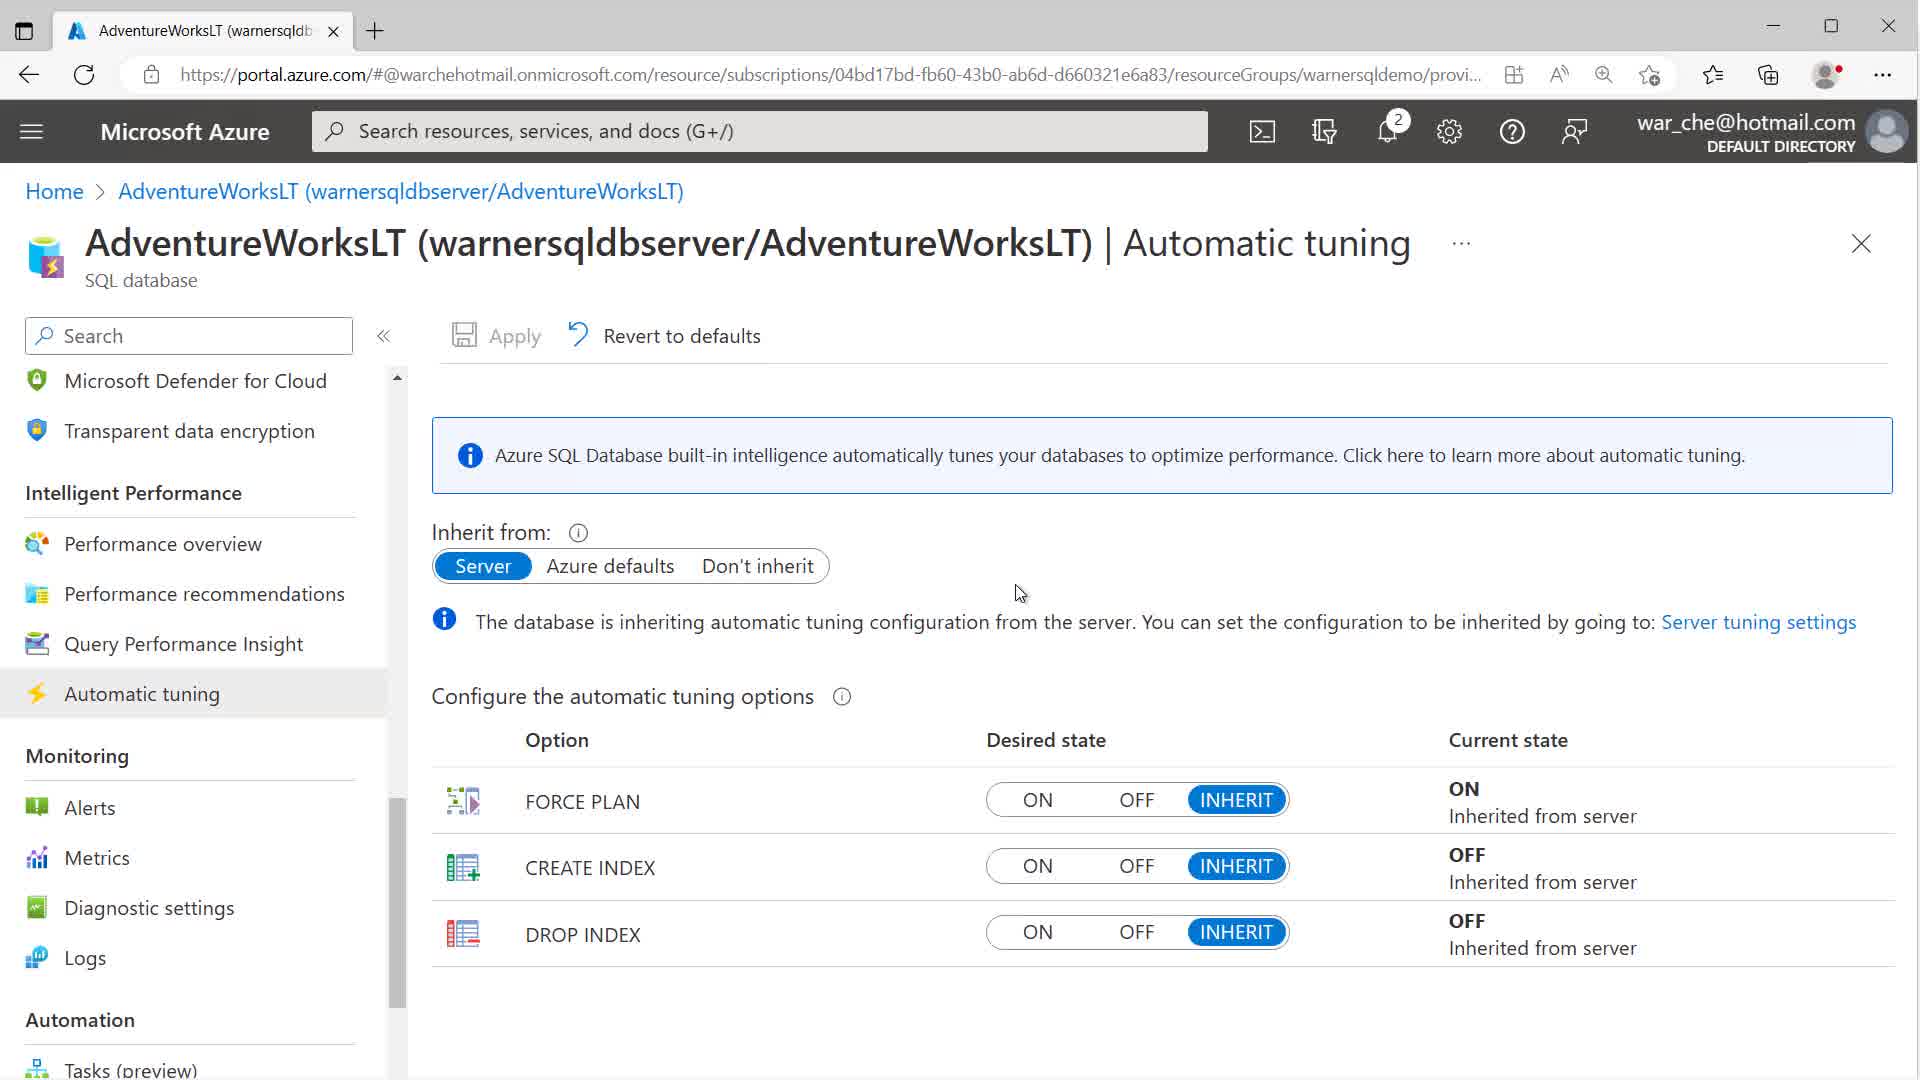 AdventureWorksLT (warnersqldb
https://portal.azure.com/#@warchehotmail.onmicrosoft.com/resource/subscriptions/04bd17bd-fb60-43b0-ab6d-d660321e6a83/resourceGroups/warnersqldemo/provi...
Microsoft Azure
Search resources, services, and docs (G+/)
2
war_che@hotmail.com
DEFAULT DIRECTORY
Home > AdventureWorksLT (warnersqldbserver/AdventureWorksLT)
AdventureWorksLT (warnersqldbserver/AdventureWorksLT) | Automatic tuning ...
SQL database
Search
Microsoft Defender for Cloud
Transparent data encryption
Intelligent Performance
Performance overview
Performance recommendations
Query Performance Insight
Automatic tuning
Monitoring
Alerts
Metrics
Diagnostic settings
Logs
Automation
Tasks (preview)
Apply
Revert to defaults
Azure SQL Database built-in intelligence automatically tunes your databases to optimize performance. Click here to learn more about automatic tuning.
Inherit from:
Server Azure defaults Don't inherit
The database is inheriting automatic tuning configuration from the server. You can set the configuration to be inherited by going to: Server tuning settings
Configure the automatic tuning options
Option Desired state Current state
FORCE PLAN ON OFF INHERIT ON
Inherited from server
CREATE INDEX ON OFF INHERIT OFF
Inherited from server
DROP INDEX ON OFF INHERIT OFF
Inherited from server